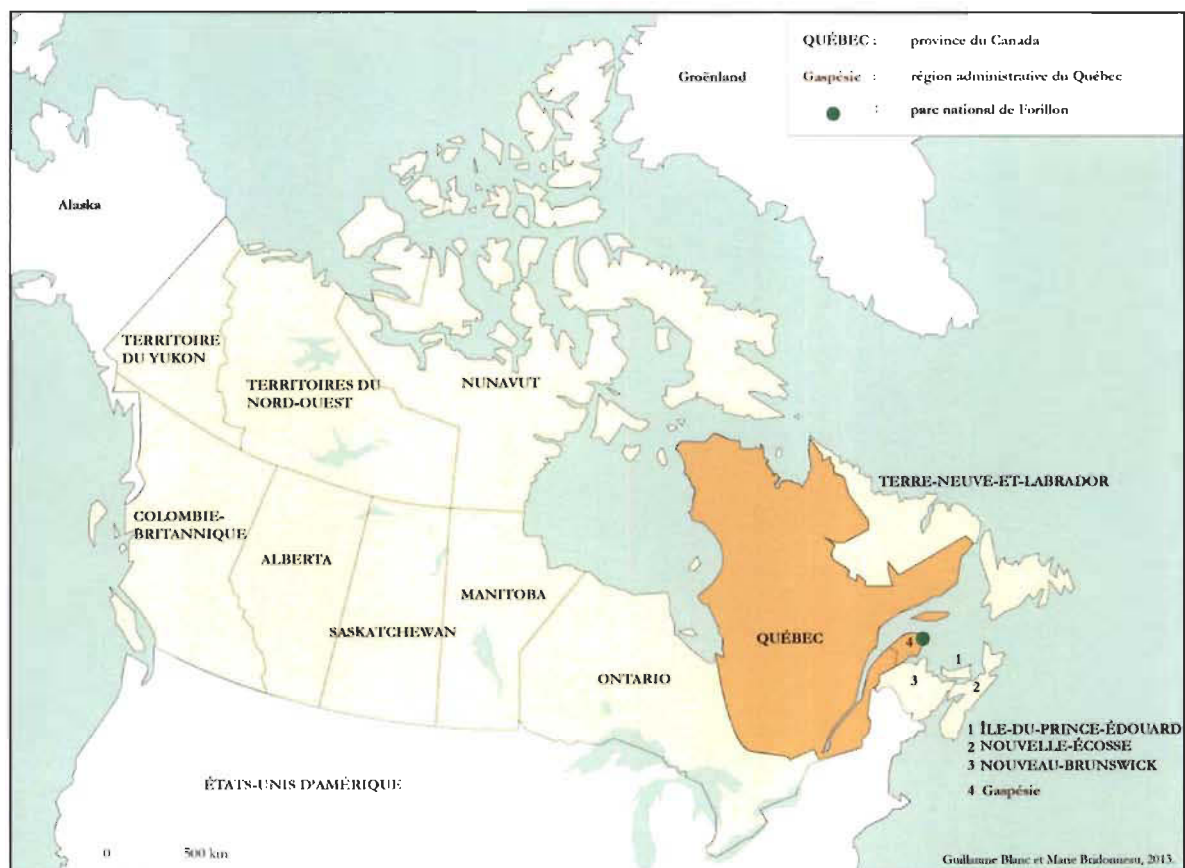 QUÉBEC : province du Canada
Gaspésie : région administrative du Québec
: parc national de Forillon
Groënland
Alaska
TERRITOIRE
DU YUKON
TERRITOIRES DU
NORD-OUEST
NUNAVUT
TERRE-NEUVE-ET-LABRADOR
COLOMBIE-
BRITANNIQUE
ALBERTA
MANITOBA
SASKATCHEWAN
QUÉBEC
4
1
3
2
ONTARIO
1 ÎLE-DU-PRINCE-ÉDOUARD
2 NOUVELLE-ÉCOSSE
3 NOUVEAU-BRUNSWICK
4 Gaspésie
ÉTATS-UNIS D'AMÉRIQUE
0 500 km
Guillaume Blanc et Marie Bridonneau, 2013.